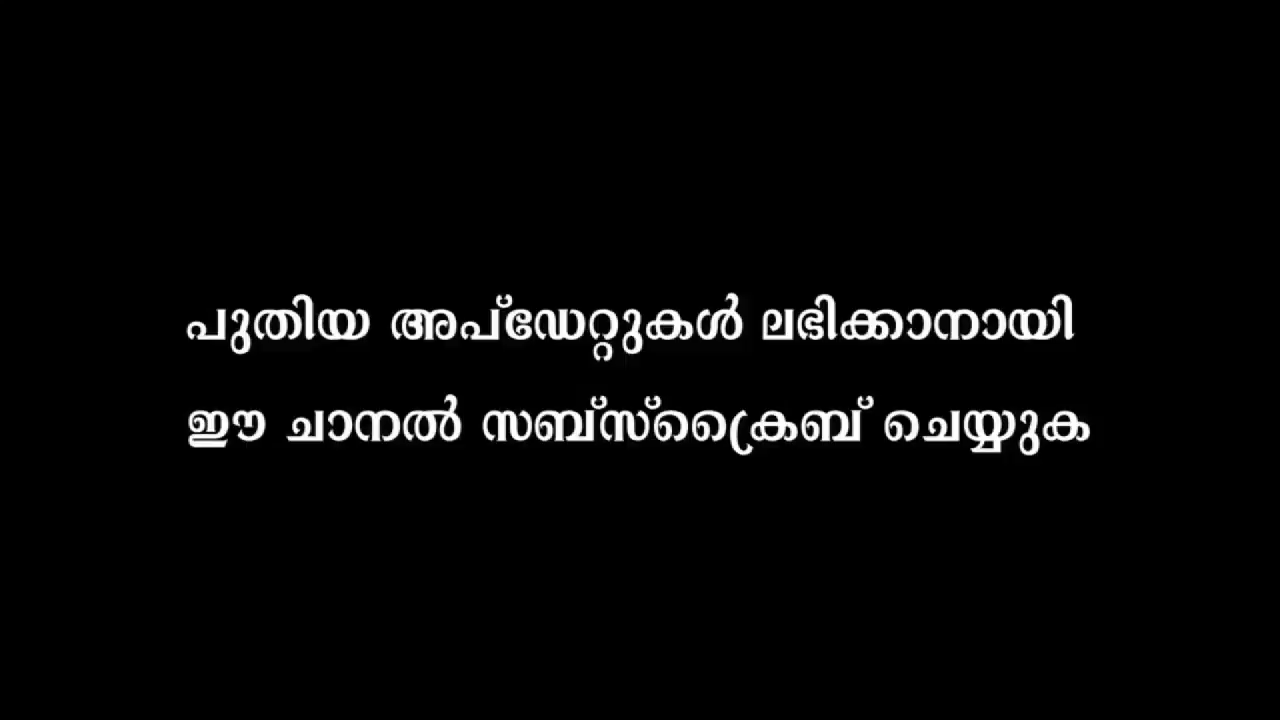 പുതിയ അപ്ഡേറ്റുകൾ ലഭിക്കാനായി
ഈ ചാനൽ സബ്സ്ക്രൈബ് ചെയ്യുക